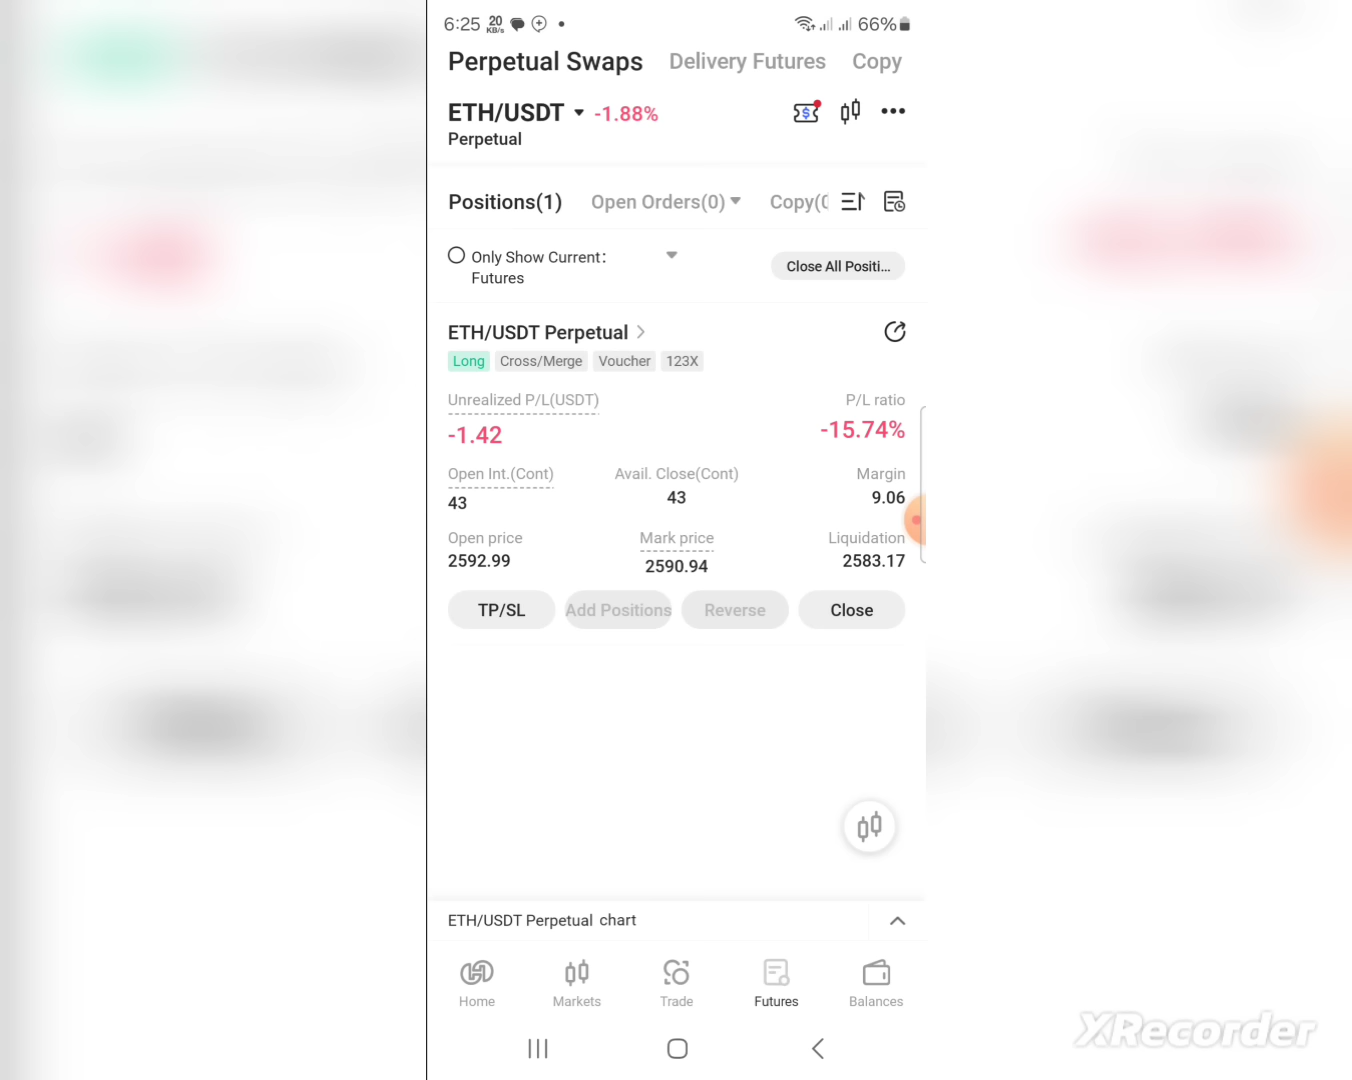 6:25 20 KB/s 66%
Perpetual Swaps Delivery Futures Copy
ETH/USDT -1.88%
Perpetual
Positions(1) Open Orders(0) Copy(0
Only Show Current: Futures
Close All Positi...
ETH/USDT Perpetual
Long Cross/Merge Voucher 123X
Unrealized P/L(USDT) P/L ratio
-1.42 -15.74%
Open Int.(Cont) Avail. Close(Cont) Margin
43 43 9.06
Open price Mark price Liquidation
2592.99 2590.94 2583.17
TP/SL Add Positions Reverse Close
ETH/USDT Perpetual chart
Home Markets Trade Futures Balances
XRecorder